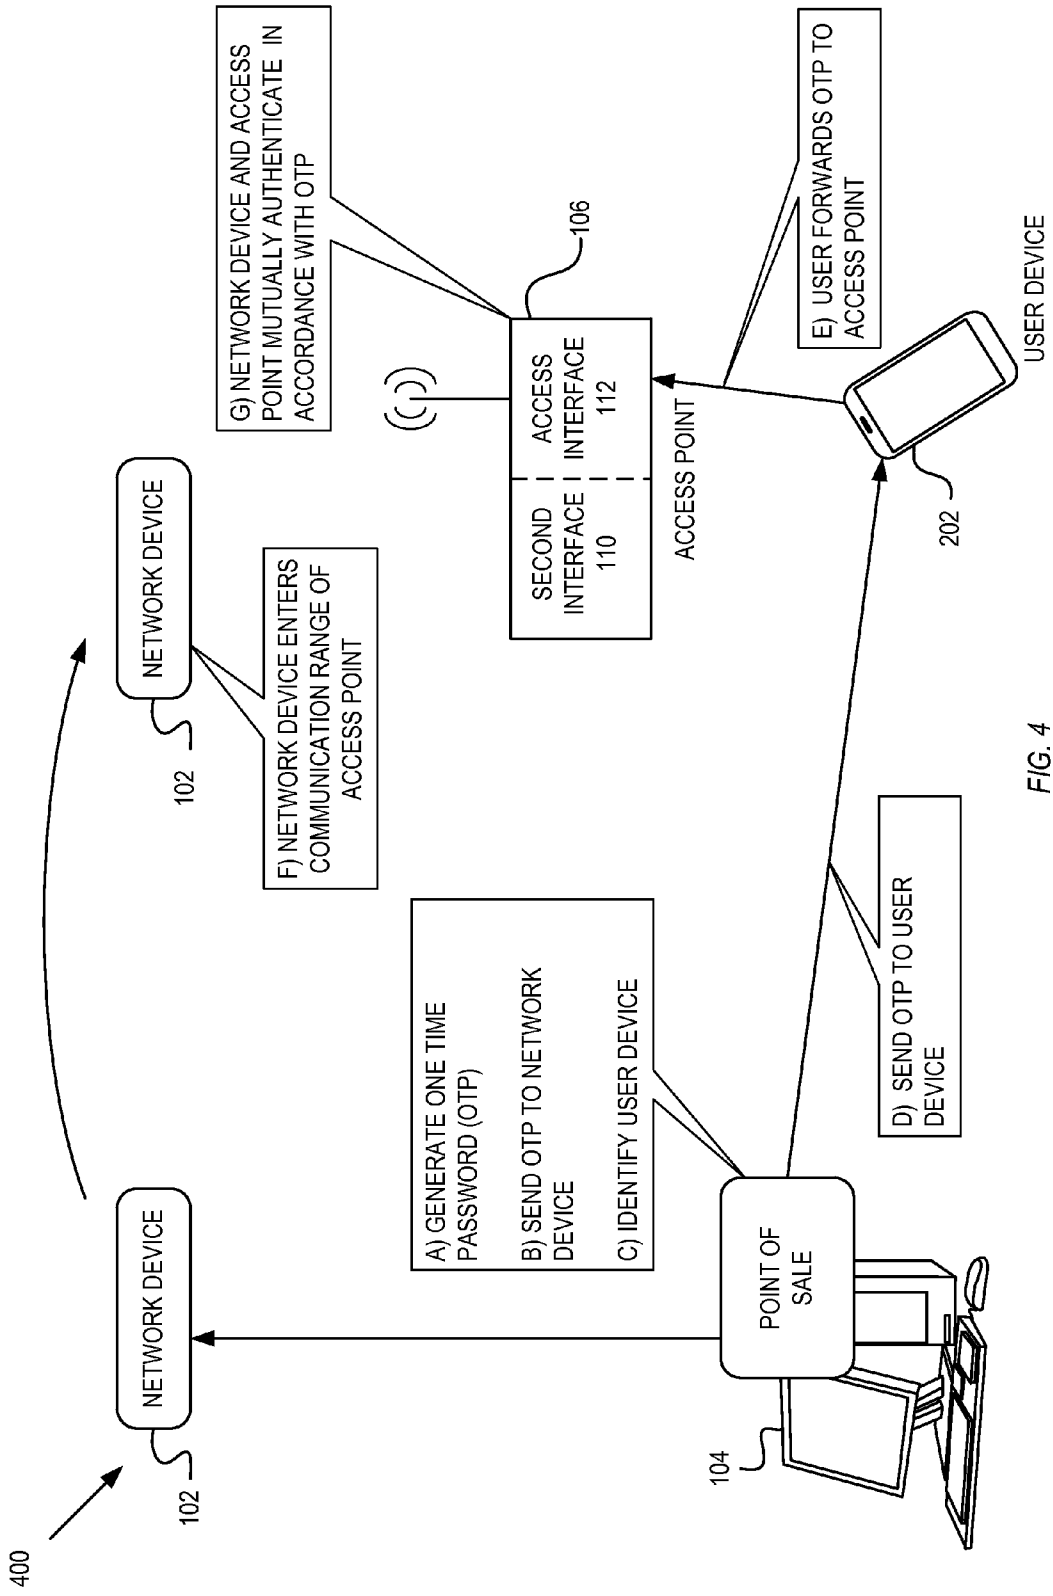 400
NETWORK DEVICE
102
NETWORK DEVICE
102
F) NETWORK DEVICE ENTERS
COMMUNICATION RANGE OF
ACCESS POINT
G) NETWORK DEVICE AND ACCESS
POINT MUTUALLY AUTHENTICATE IN
ACCORDANCE WITH OTP
A) GENERATE ONE TIME
PASSWORD (OTP)
B) SEND OTP TO NETWORK
DEVICE
C) IDENTIFY USER DEVICE
SECOND
INTERFACE
110
ACCESS
INTERFACE
112
106
ACCESS POINT
104
POINT OF
SALE
D) SEND OTP TO USER
DEVICE
E) USER FORWARDS OTP TO
ACCESS POINT
202
USER DEVICE
FIG. 4